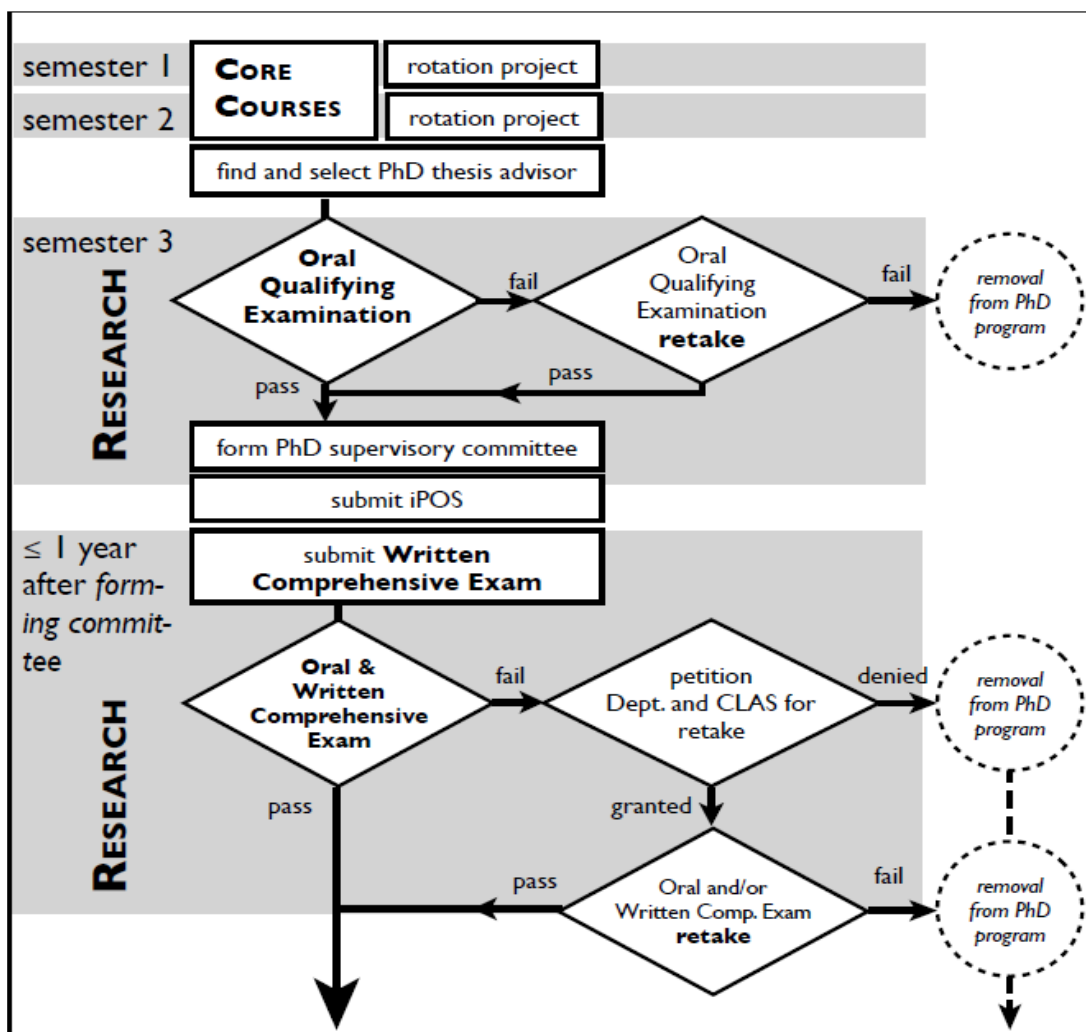 semester 1
CORE
COURSES
rotation project
semester 2
rotation project
find and select PhD thesis advisor
semester 3
RESEARCH
Oral
Qualifying
Examination
fail
Oral
Qualifying
Examination
retake
fail
removal
from PhD
program
pass
pass
form PhD supervisory committee
submit iPOS
≤ 1 year
after form-
ing commit-
tee
RESEARCH
submit Written
Comprehensive Exam
Oral &
Written
Comprehensive
Exam
fail
petition
Dept. and CLAS for
retake
denied
removal
from PhD
program
pass
granted
pass
Oral and/or
Written Comp. Exam
retake
fail
removal
from PhD
program